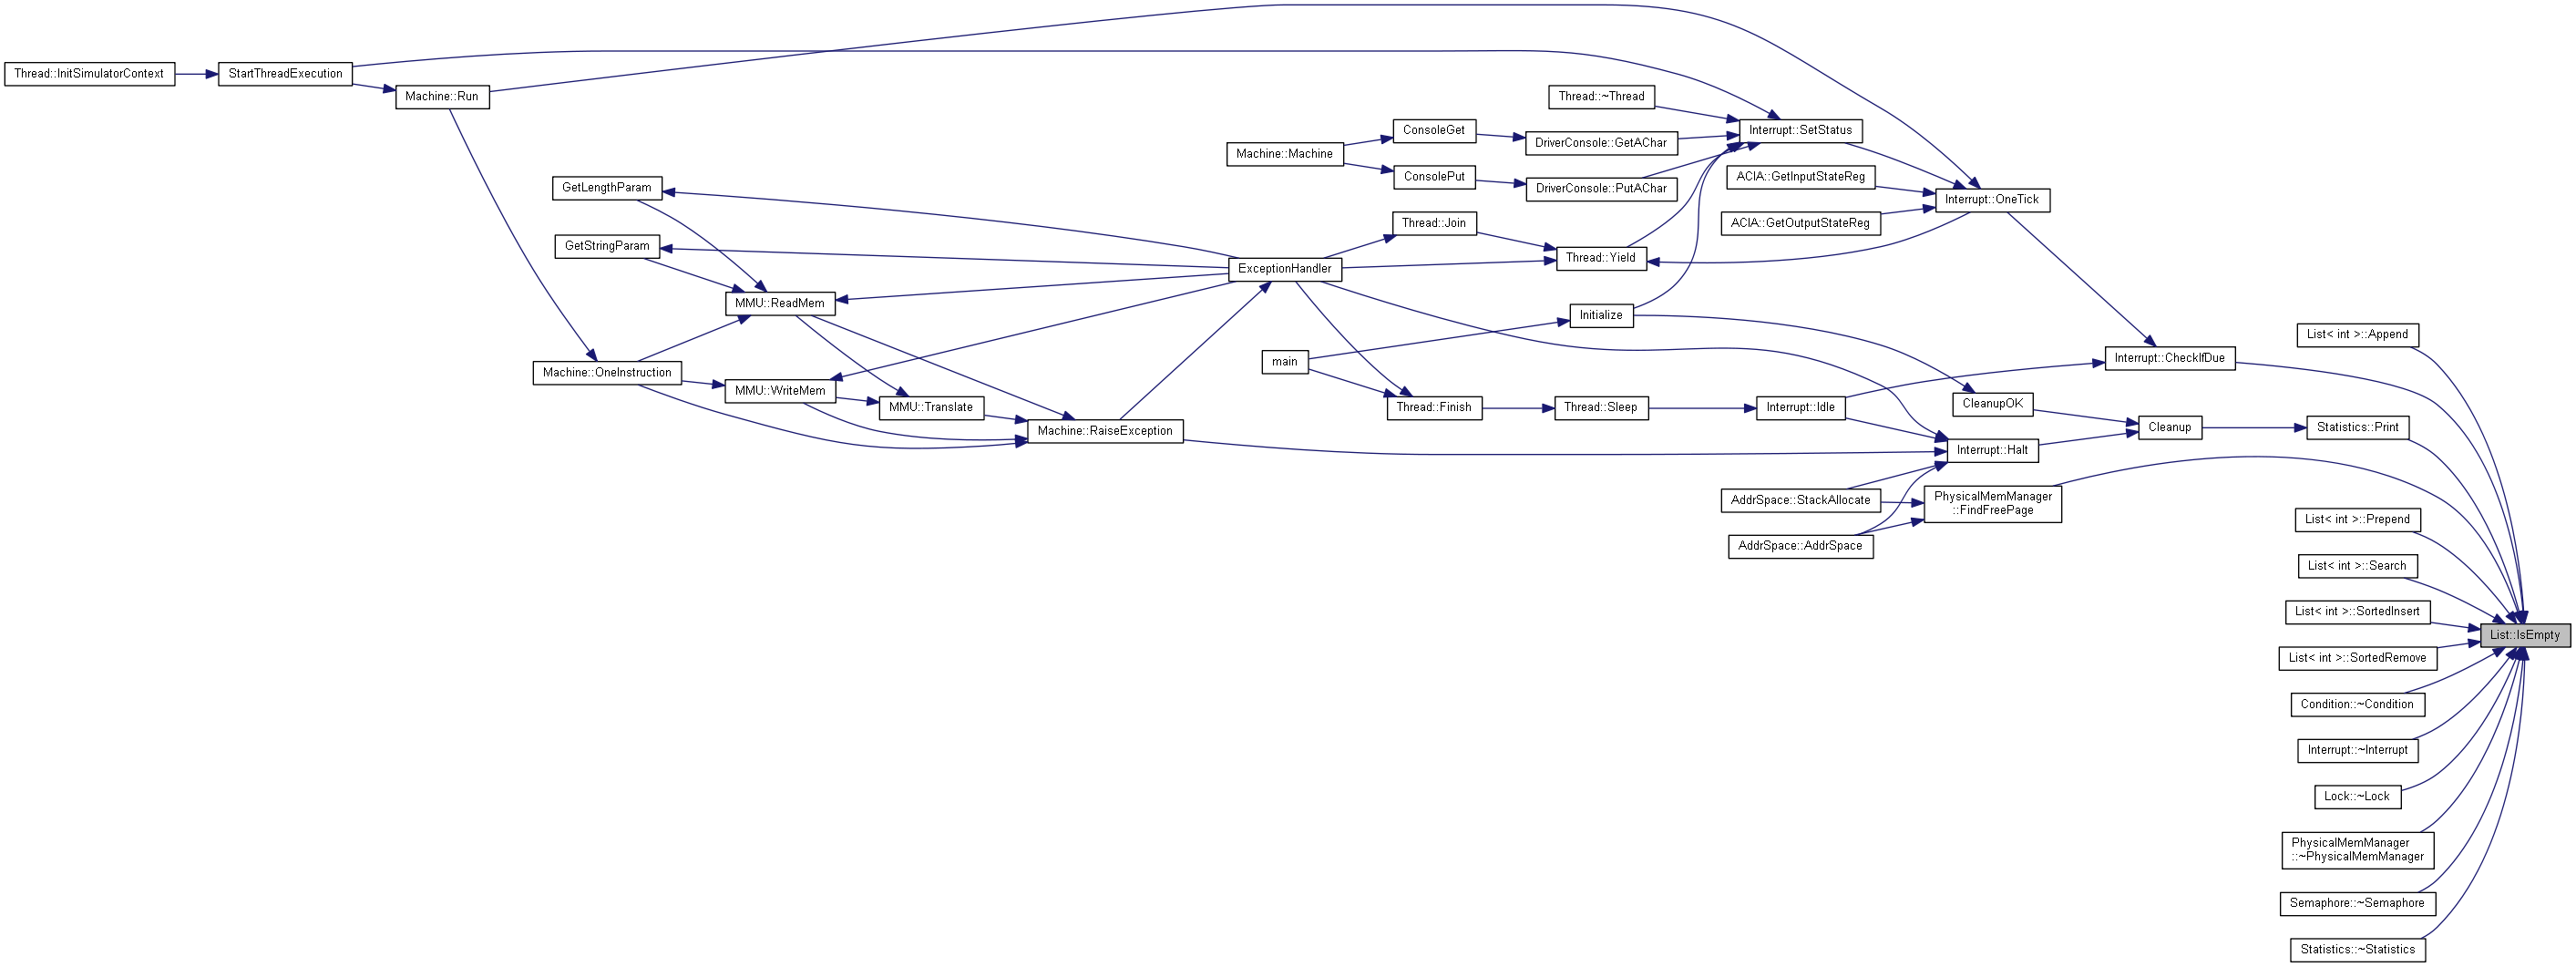 Thread::InitSimulatorContext
StartThreadExecution
Machine::Run
Thread::~Thread
ConsoleGet
Interrupt::SetStatus
DriverConsole::GetAChar
Machine::Machine
ConsolePut
ACIA::GetInputStateReg
GetLengthParam
DriverConsole::PutAChar
Interrupt::OneTick
Thread::Join
ACIA::GetOutputStateReg
GetStringParam
Thread::Yield
ExceptionHandler
MMU::ReadMem
Initialize
List< int >::Append
main
Interrupt::CheckIfDue
Machine::OneInstruction
MMU::WriteMem
MMU::Translate
Thread::Finish
Thread::Sleep
Interrupt::Idle
CleanupOK
Machine::RaiseException
Cleanup
Statistics::Print
Interrupt::Halt
AddrSpace::StackAllocate
PhysicalMemManager
::FindFreePage
List< int >::Prepend
AddrSpace::AddrSpace
List< int >::Search
List< int >::SortedInsert
List::IsEmpty
List< int >::SortedRemove
Condition::~Condition
Interrupt::~Interrupt
Lock::~Lock
PhysicalMemManager
::~PhysicalMemManager
Semaphore::~Semaphore
Statistics::~Statistics